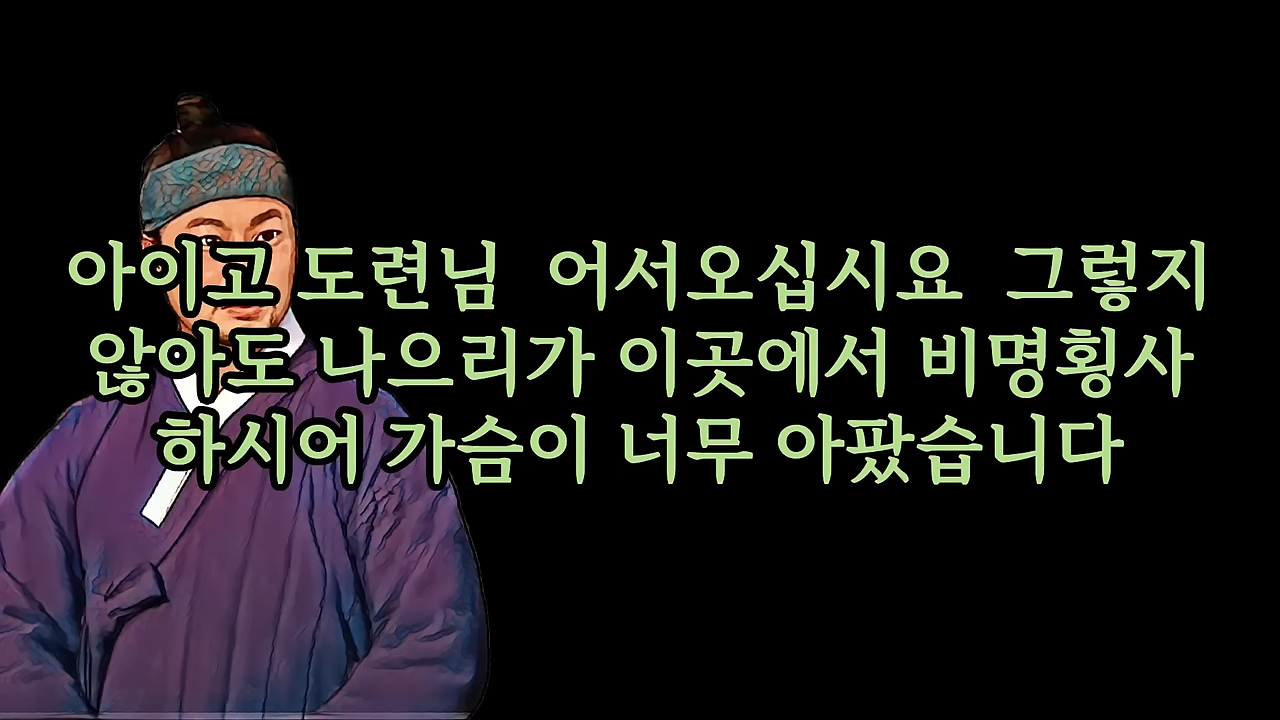 아이고 도련님 어서오십시요 그렇지
않아도 나으리가 이곳에서 비명횡사
하시어 가슴이 너무 아팠습니다